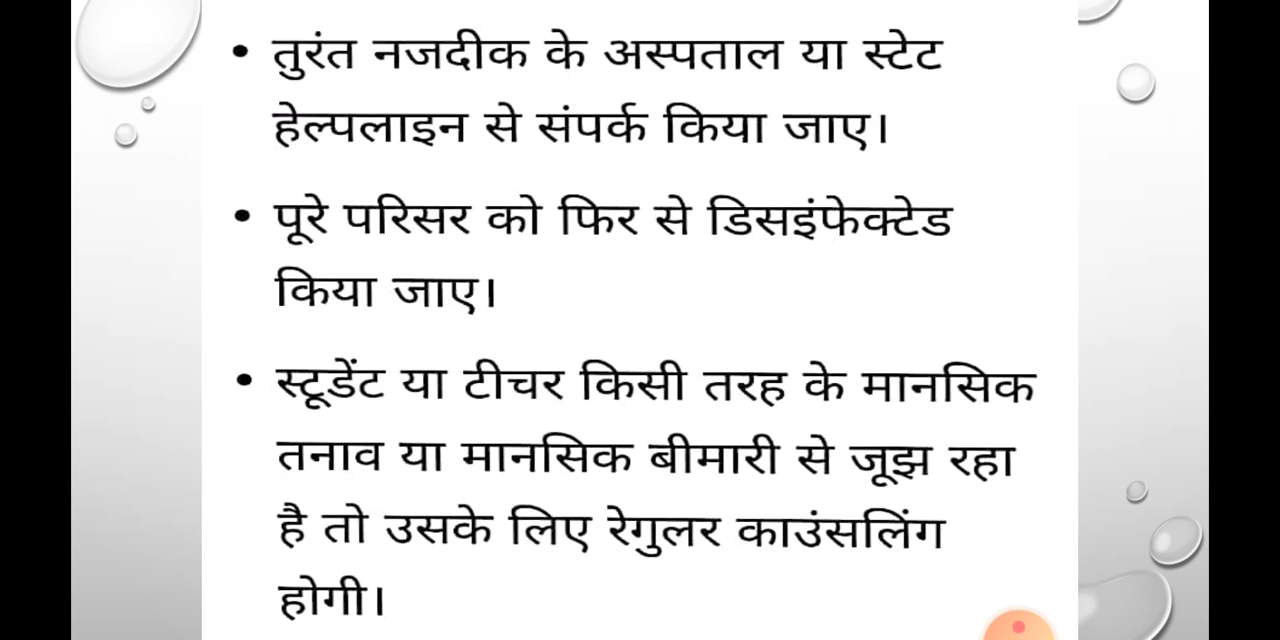 • तुरंत नजदीक के अस्पताल या स्टेट
हेल्पलाइन से संपर्क किया जाए।
• पूरे परिसर को फिर से डिसइंफेक्टेड
किया जाए।
• स्टूडेंट या टीचर किसी तरह के मानसिक
तनाव या मानसिक बीमारी से जूझ रहा
है तो उसके लिए रेगुलर काउंसलिंग
होगी।